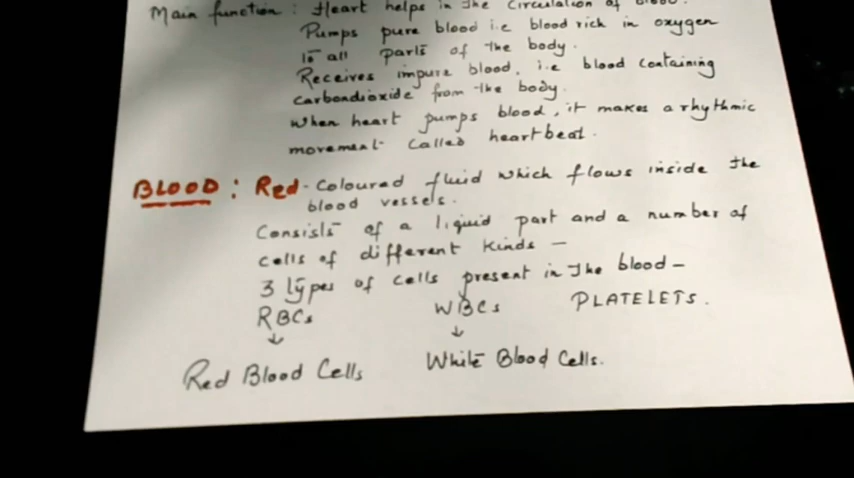 Main function : Heart helps in the Circulation of blood.
Pumps pure blood i.e blood rich in oxygen
to all parts of the body.
Receives impure blood, i.e blood containing
carbondioxide from the body.
When heart pumps blood, it makes a rhythmic
movement called heartbeat.
BLOOD : Red-Coloured fluid which flows inside the
blood vessels.
Consists of a liquid part and a number of
cells of different kinds —
3 types of cells present in the blood —
RBCs WBCs PLATELETS.
↓ ↓
Red Blood Cells White Blood Cells.